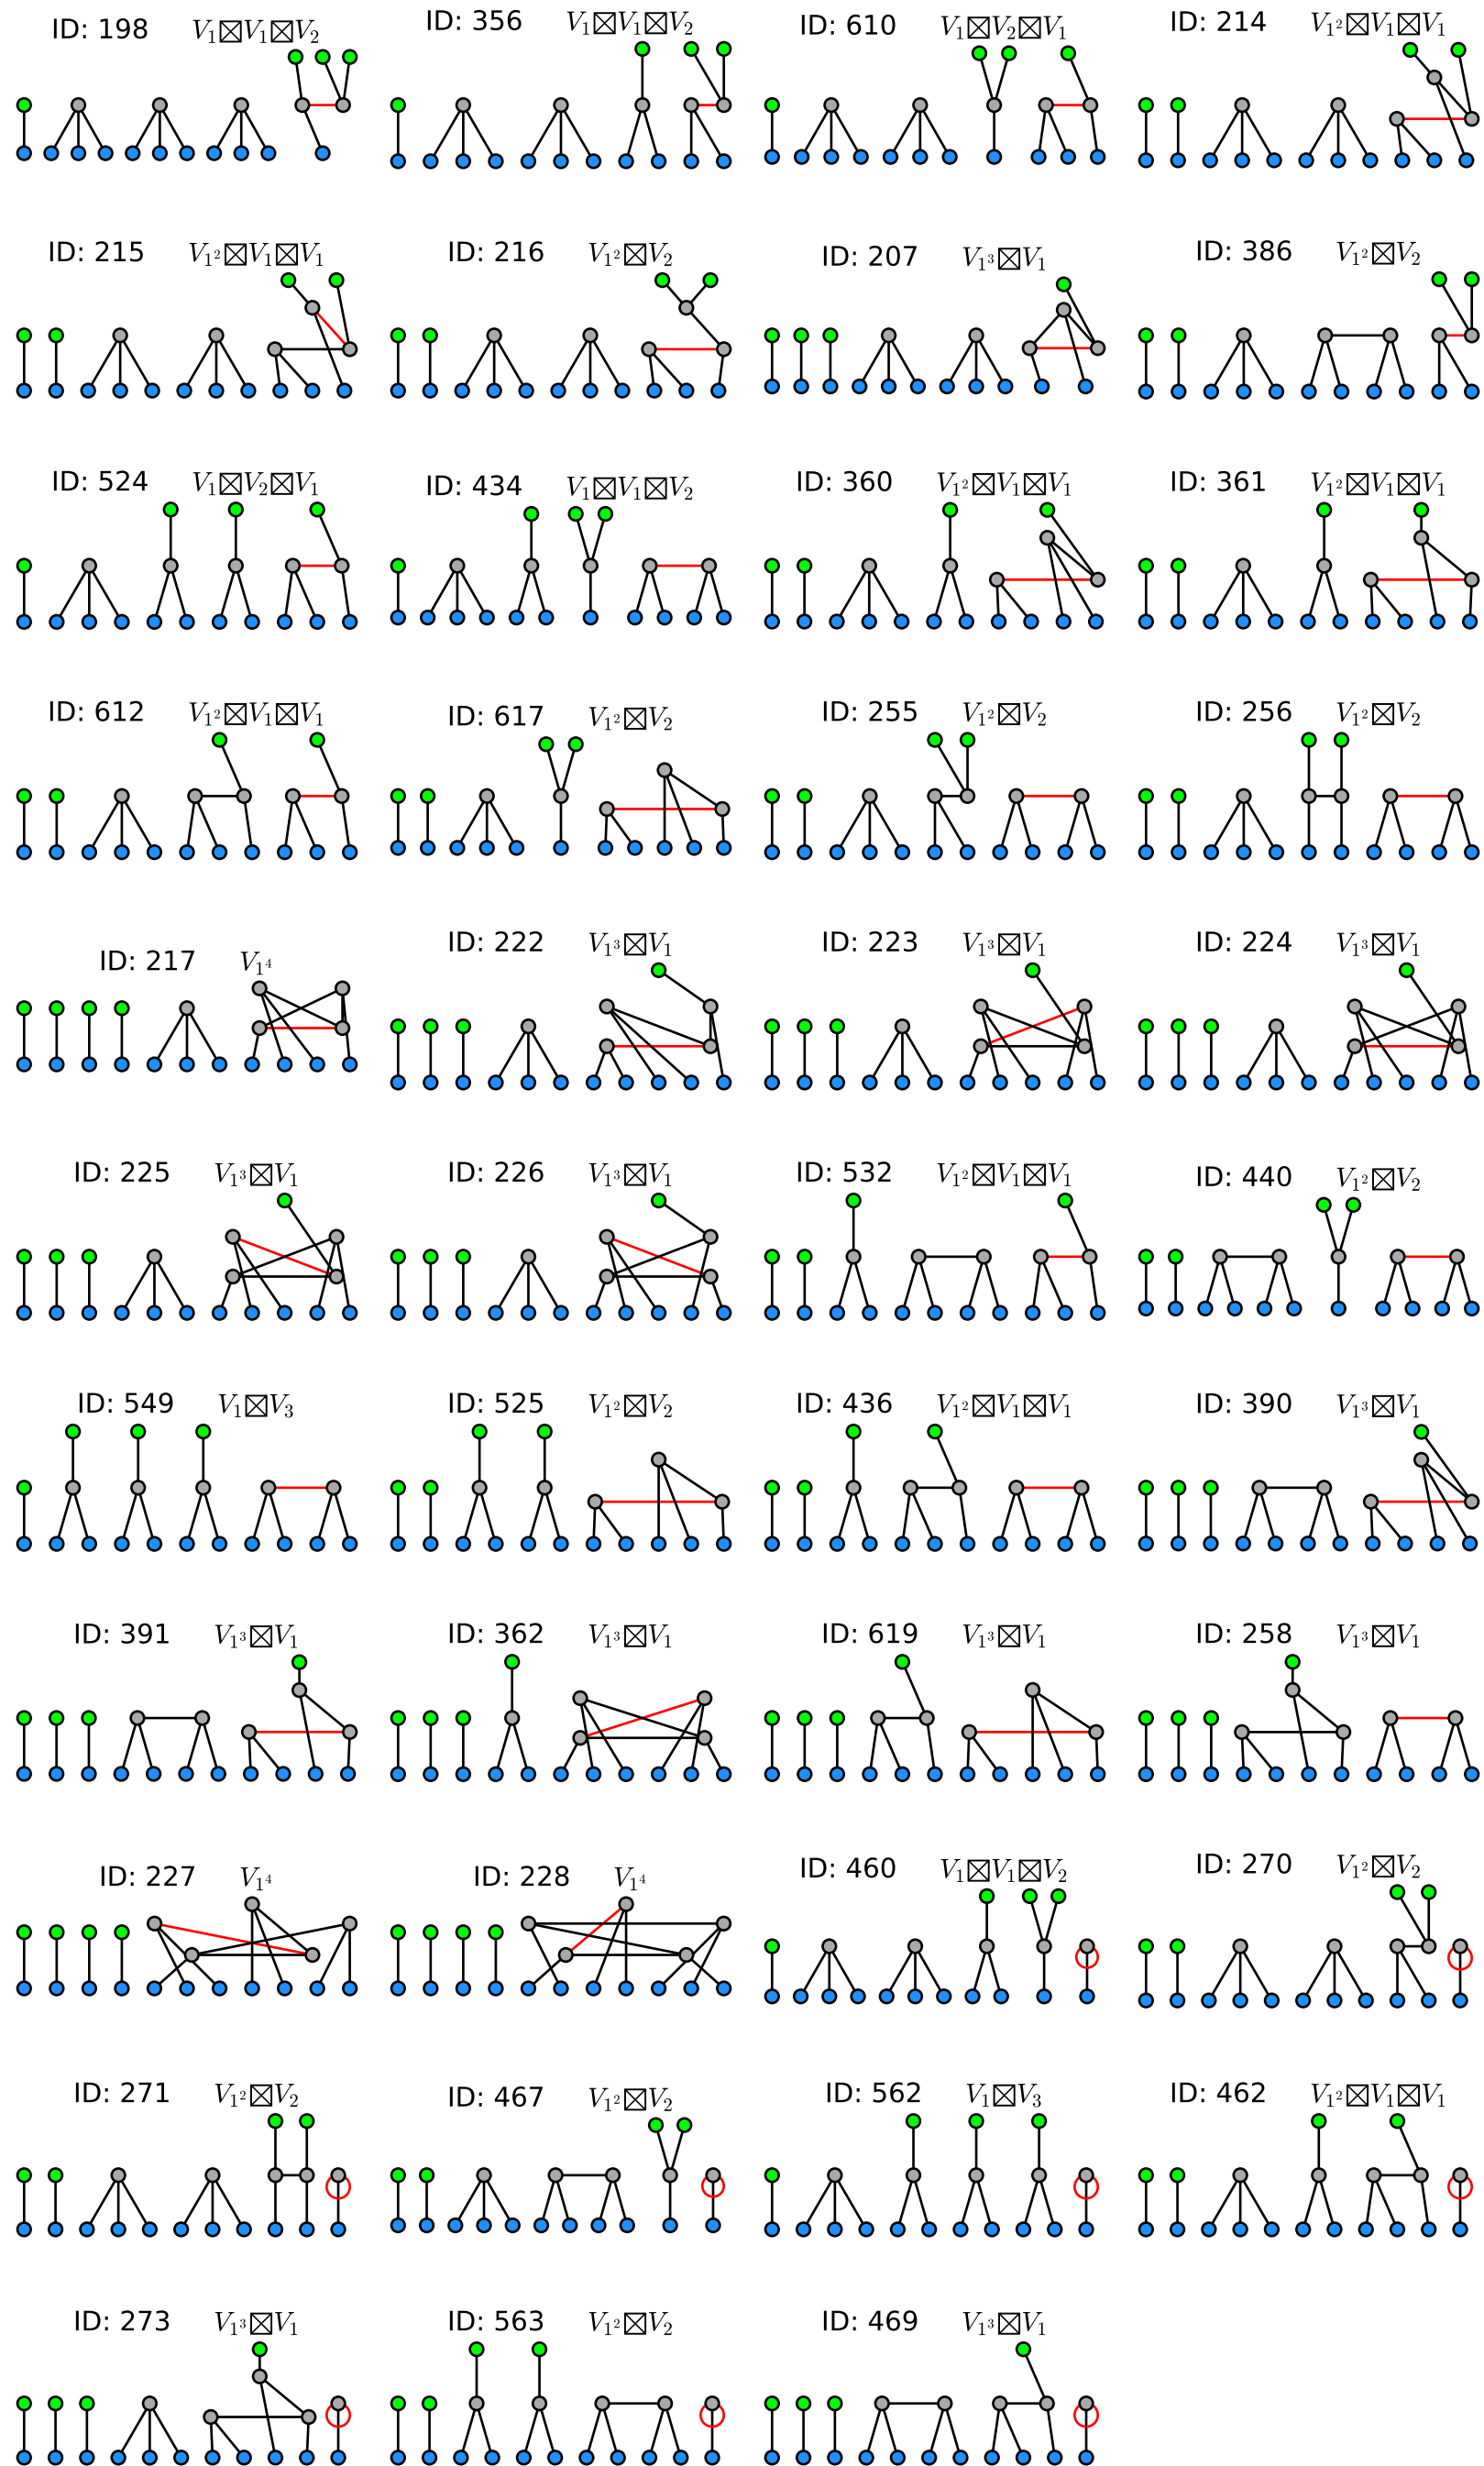 ID: 198 V₁⊠V₁⊠V₂
ID: 356 V₁⊠V₁⊠V₂
ID: 610 V₁⊠V₂⊠V₁
ID: 214 V₁²⊠V₁⊠V₁
ID: 215 V₁²⊠V₁⊠V₁
ID: 216 V₁²⊠V₂
ID: 207 V₁³⊠V₁
ID: 386 V₁²⊠V₂
ID: 524 V₁⊠V₂⊠V₁
ID: 434 V₁⊠V₁⊠V₂
ID: 360 V₁²⊠V₁⊠V₁
ID: 361 V₁²⊠V₁⊠V₁
ID: 612 V₁²⊠V₁⊠V₁
ID: 617 V₁²⊠V₂
ID: 255 V₁²⊠V₂
ID: 256 V₁²⊠V₂
ID: 217 V₁⁴
ID: 222 V₁³⊠V₁
ID: 223 V₁³⊠V₁
ID: 224 V₁³⊠V₁
ID: 225 V₁³⊠V₁
ID: 226 V₁³⊠V₁
ID: 532 V₁²⊠V₁⊠V₁
ID: 440 V₁²⊠V₂
ID: 549 V₁⊠V₃
ID: 525 V₁²⊠V₂
ID: 436 V₁²⊠V₁⊠V₁
ID: 390 V₁³⊠V₁
ID: 391 V₁³⊠V₁
ID: 362 V₁³⊠V₁
ID: 619 V₁³⊠V₁
ID: 258 V₁³⊠V₁
ID: 227 V₁⁴
ID: 228 V₁⁴
ID: 460 V₁⊠V₁⊠V₂
ID: 270 V₁²⊠V₂
ID: 271 V₁²⊠V₂
ID: 467 V₁²⊠V₂
ID: 562 V₁⊠V₃
ID: 462 V₁²⊠V₁⊠V₁
ID: 273 V₁³⊠V₁
ID: 563 V₁²⊠V₂
ID: 469 V₁³⊠V₁